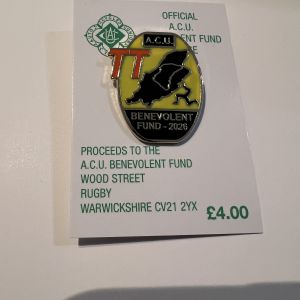 OFFICIAL
A.C.U.
LENT FUND
A.C.U.
TT
BENEVOLENT
FUND - 2026
PROCEEDS TO THE
A.C.U. BENEVOLENT FUND
WOOD STREET
RUGBY
WARWICKSHIRE CV21 2YX
£4.00